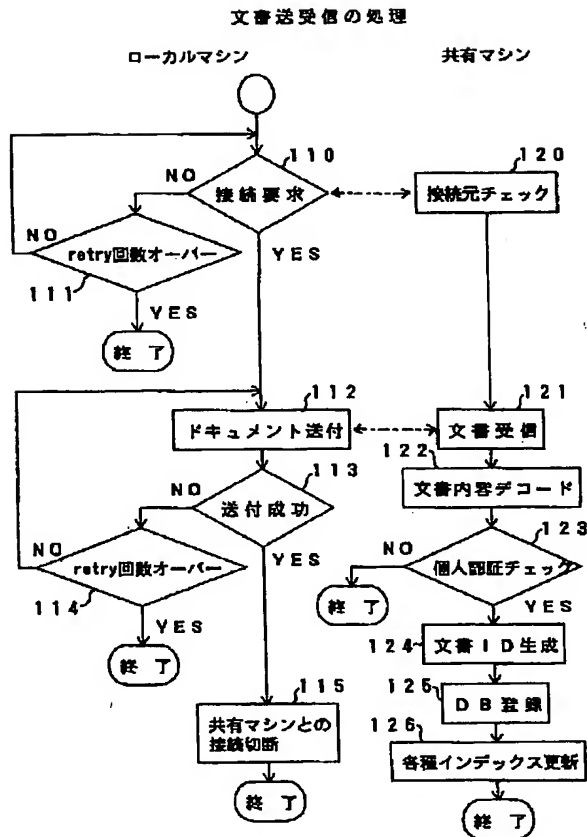 文書送受信の処理
ローカルマシン
共有マシン
110
120
NO
接続要求
接続元チェック
NO
YES
retry回数オーバー
111
YES
終了
112
121
ドキュメント送付
文書受信
122
113
文書内容デコード
NO
送付成功
123
NO
NO
個人認証チェック
retry回数オーバー
YES
114
YES
終了
YES
124
文書ID生成
終了
125
115
DB登録
共有マシンとの
接続切断
126
各種インデックス更新
終了
終了